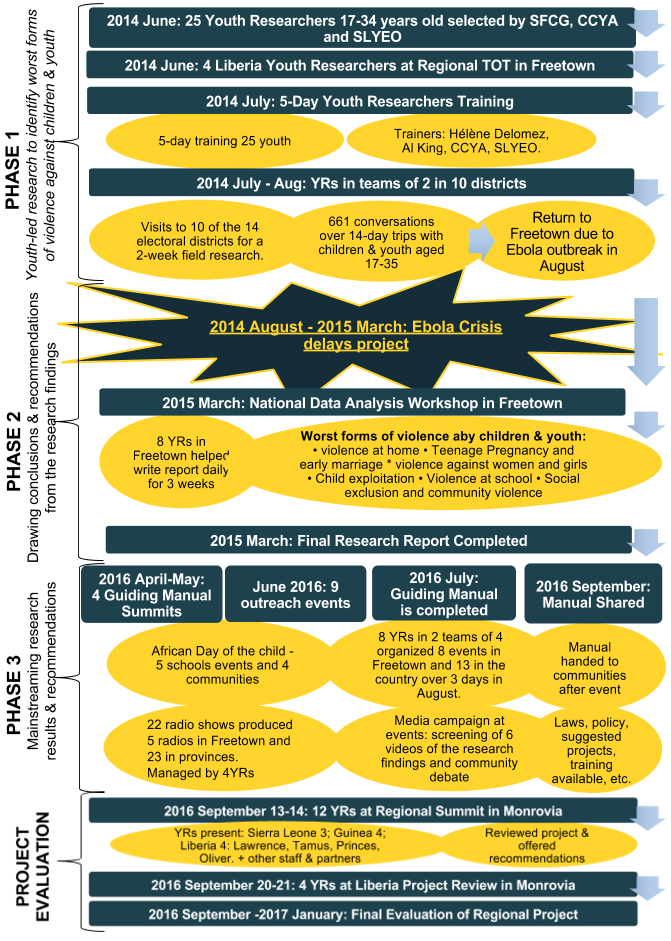 2014 June: 25 Youth Researchers 17-34 years old selected by SFCG, CCYA
and SLYEO
2014 June: 4 Liberia Youth Researchers at Regional TOT in Freetown
2014 July: 5-Day Youth Researchers Training
5-day training 25 youth
Trainers: Hélène Delomez,
Al King, CCYA, SLYEO.
PHASE 1
Youth-led research to identify worst forms
of violence against children & youth
2014 July - Aug: YRs in teams of 2 in 10 districts
Visits to 10 of the 14
electoral districts for a
2-week field research.
661 conversations
over 14-day trips with
children & youth aged
17-35
Return to
Freetown due to
Ebola outbreak in
August
2014 August - 2015 March: Ebola Crisis
delays project
PHASE 2
Drawing conclusions & recommendations
from the research findings
2015 March: National Data Analysis Workshop in Freetown
8 YRs in
Freetown helped
write report daily
for 3 weeks
Worst forms of violence aby children & youth:
• violence at home • Teenage Pregnancy and
early marriage * violence against women and girls
• Child exploitation • Violence at school • Social
exclusion and community violence
2015 March: Final Research Report Completed
PHASE 3
Mainstreaming research
results & recommendations
2016 April-May:
4 Guiding Manual
Summits
June 2016: 9
outreach events
2016 July:
Guiding Manual
is completed
2016 September:
Manual Shared
African Day of the child -
5 schools events and 4
communities
8 YRs in 2 teams of 4
organized 8 events in
Freetown and 13 in the
country over 3 days in
August.
Manual
handed to
communities
after event
22 radio shows produced
5 radios in Freetown and
23 in provinces.
Managed by 4YRs
Media campaign at
events: screening of 6
videos of the research
findings and community
debate
Laws, policy,
suggested
projects,
training
available, etc.
PROJECT
EVALUATION
2016 September 13-14: 12 YRs at Regional Summit in Monrovia
YRs present: Sierra Leone 3; Guinea 4;
Liberia 4: Lawrence, Tamus, Princes,
Oliver. + other staff & partners
Reviewed project &
offered
recommendations
2016 September 20-21: 4 YRs at Liberia Project Review in Monrovia
2016 September -2017 January: Final Evaluation of Regional Project